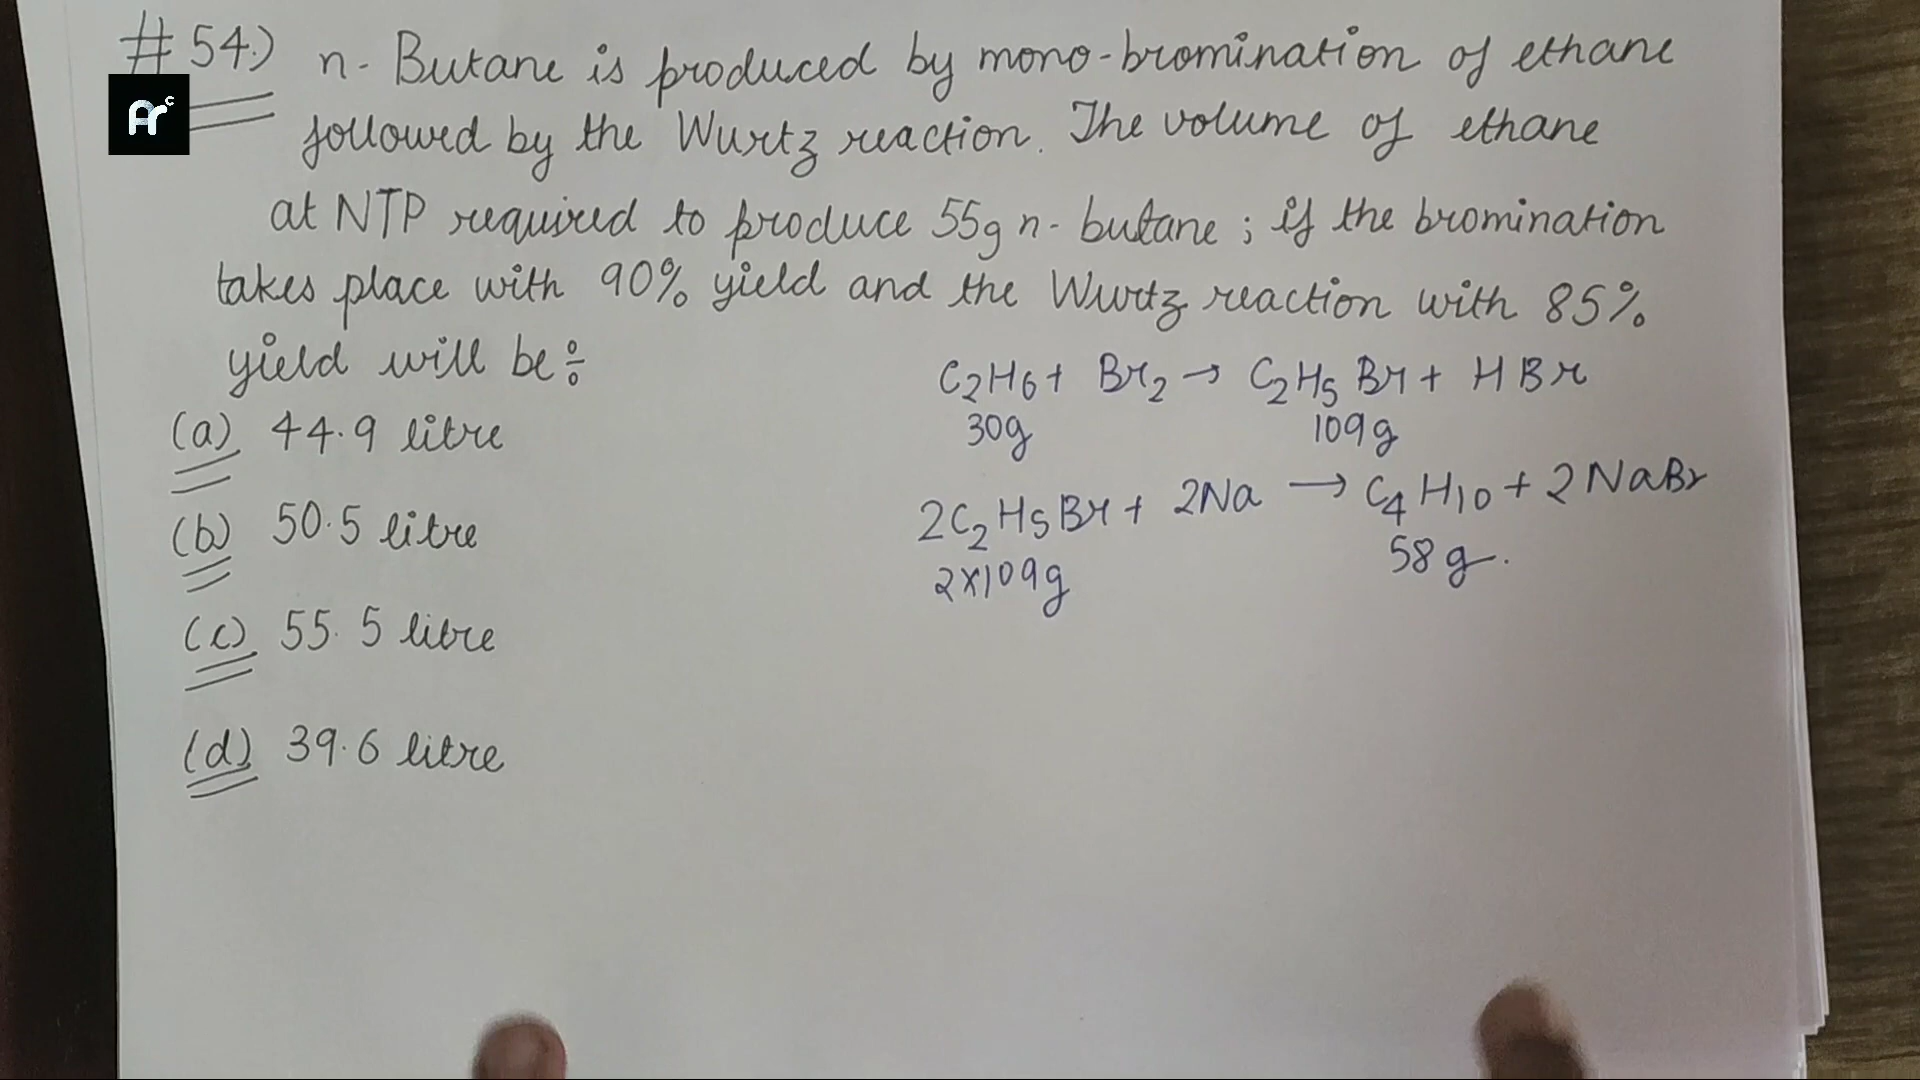 #54.) n-Butane is produced by mono-bromination of ethane
Ar c
followed by the Wurtz reaction. The volume of ethane
at NTP required to produce 55g n-butane; if the bromination
takes place with 90% yield and the Wurtz reaction with 85%
yield will be:
C2H6 + Br2 → C2H5Br + HBr
30g 109g
(a) 44.9 litre
2C2H5Br + 2Na → C4H10 + 2NaBr
2×109g 58g.
(b) 50.5 litre
(c) 55.5 litre
(d) 39.6 litre